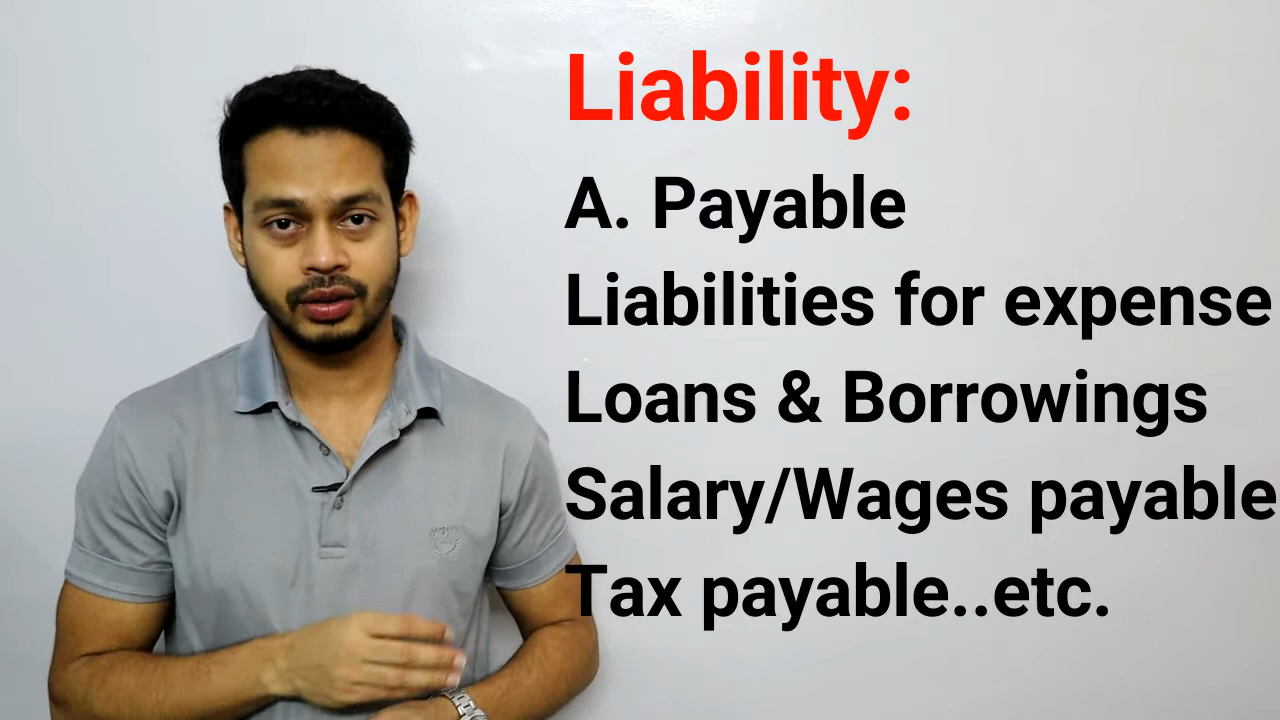 Liability:
A. Payable
Liabilities for expense
Loans & Borrowings
Salary/Wages payable
Tax payable..etc.